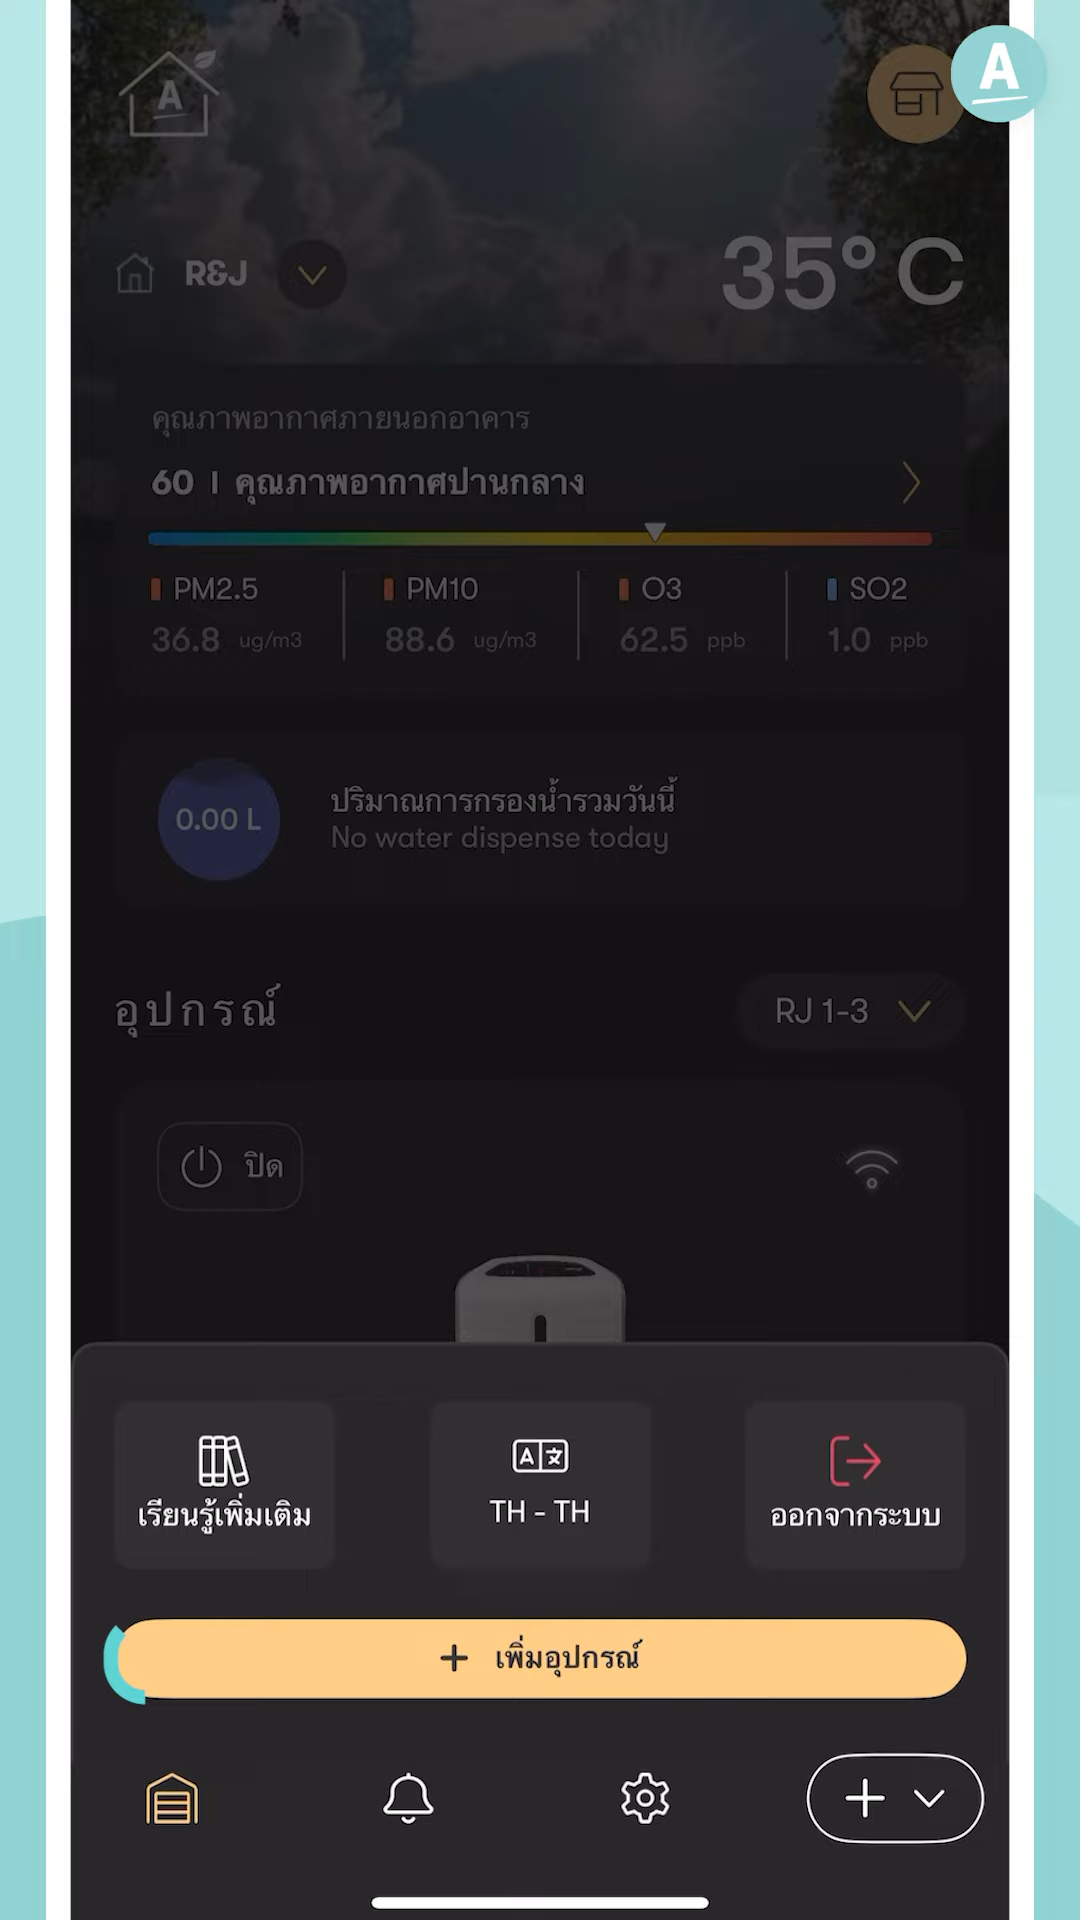 A
A
R&J
35° C
คุณภาพอากาศภายนอกอาคาร
60 | คุณภาพอากาศปานกลาง
PM2.5 PM10 O3 SO2
36.8 ug/m3 88.6 ug/m3 62.5 ppb 1.0 ppb
0.00 L
ปริมาณการกรองน้ำรวมวันนี้
No water dispense today
อุปกรณ์
RJ 1-3
ปิด
A文
เรียนรู้เพิ่มเติม
TH - TH
ออกจากระบบ
+ เพิ่มอุปกรณ์